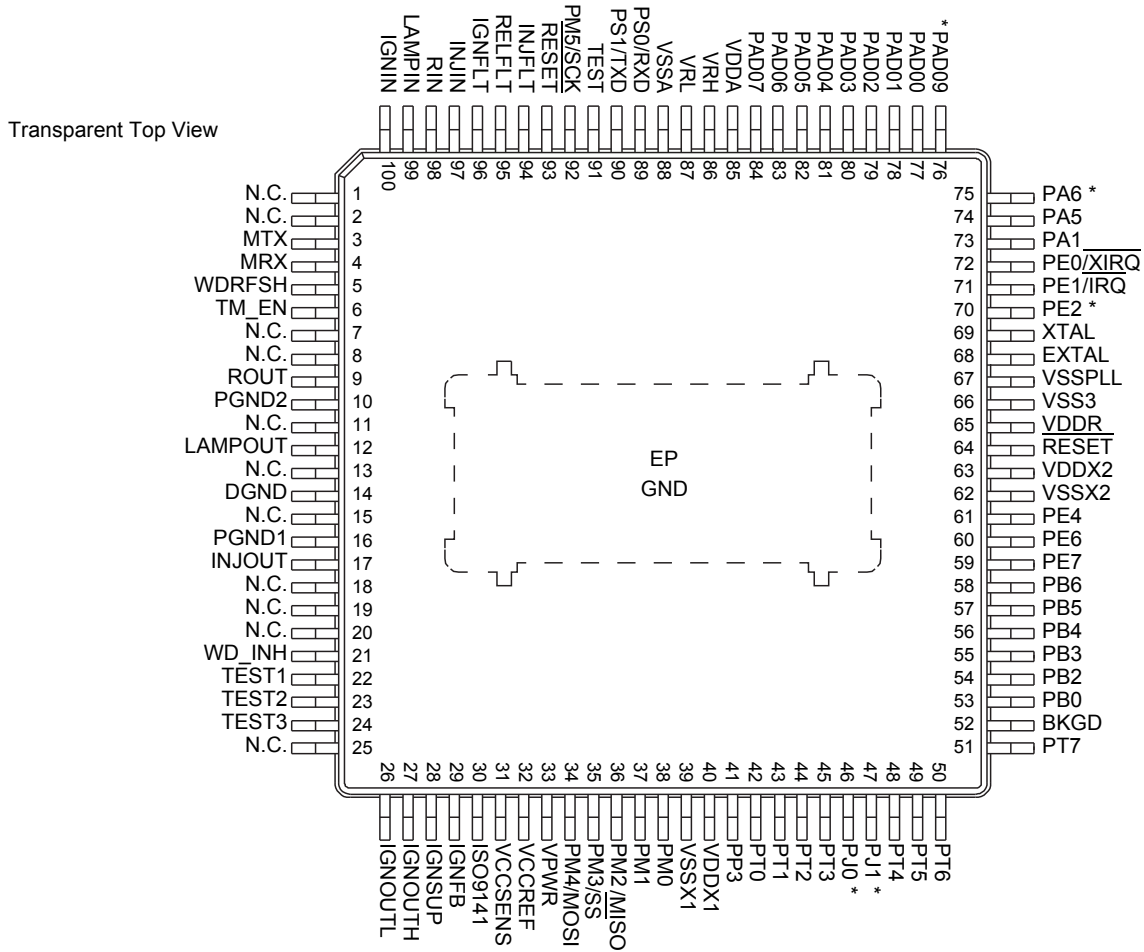 Transparent Top View
IGNIN
LAMPIN
RIN
INJIN
IGNFLT
RELFLT
INJFLT
RESET
PM5/SCK
TEST
PS1/TXD
PS0/RXD
VSSA
VRL
VRH
VDDA
PAD07
PAD06
PAD05
PAD04
PAD03
PAD02
PAD01
PAD00
* PAD09
100
99
98
97
96
95
94
93
92
91
90
89
88
87
86
85
84
83
82
81
80
79
78
77
76
N.C. 1
N.C. 2
MTX 3
MRX 4
WDRFSH 5
TM_EN 6
N.C. 7
N.C. 8
ROUT 9
PGND2 10
N.C. 11
LAMPOUT 12
N.C. 13
DGND 14
N.C. 15
PGND1 16
INJOUT 17
N.C. 18
N.C. 19
N.C. 20
WD_INH 21
TEST1 22
TEST2 23
TEST3 24
N.C. 25
EP
GND
75 PA6 *
74 PA5
73 PA1
72 PE0/XIRQ
71 PE1/IRQ
70 PE2 *
69 XTAL
68 EXTAL
67 VSSPLL
66 VSS3
65 VDDR
64 RESET
63 VDDX2
62 VSSX2
61 PE4
60 PE6
59 PE7
58 PB6
57 PB5
56 PB4
55 PB3
54 PB2
53 PB0
52 BKGD
51 PT7
26
27
28
29
30
31
32
33
34
35
36
37
38
39
40
41
42
43
44
45
46
47
48
49
50
IGNOUTL
IGNOUTH
IGNSUP
IGNFB
ISO9141
VCCSENS
VCCREF
VPWR
PM4/MOSI
PM3/SS
PM2/MISO
PM1
PM0
VSSX1
VDDX1
PP3
PT0
PT1
PT2
PT3
PJ0 *
PJ1 *
PT4
PT5
PT6